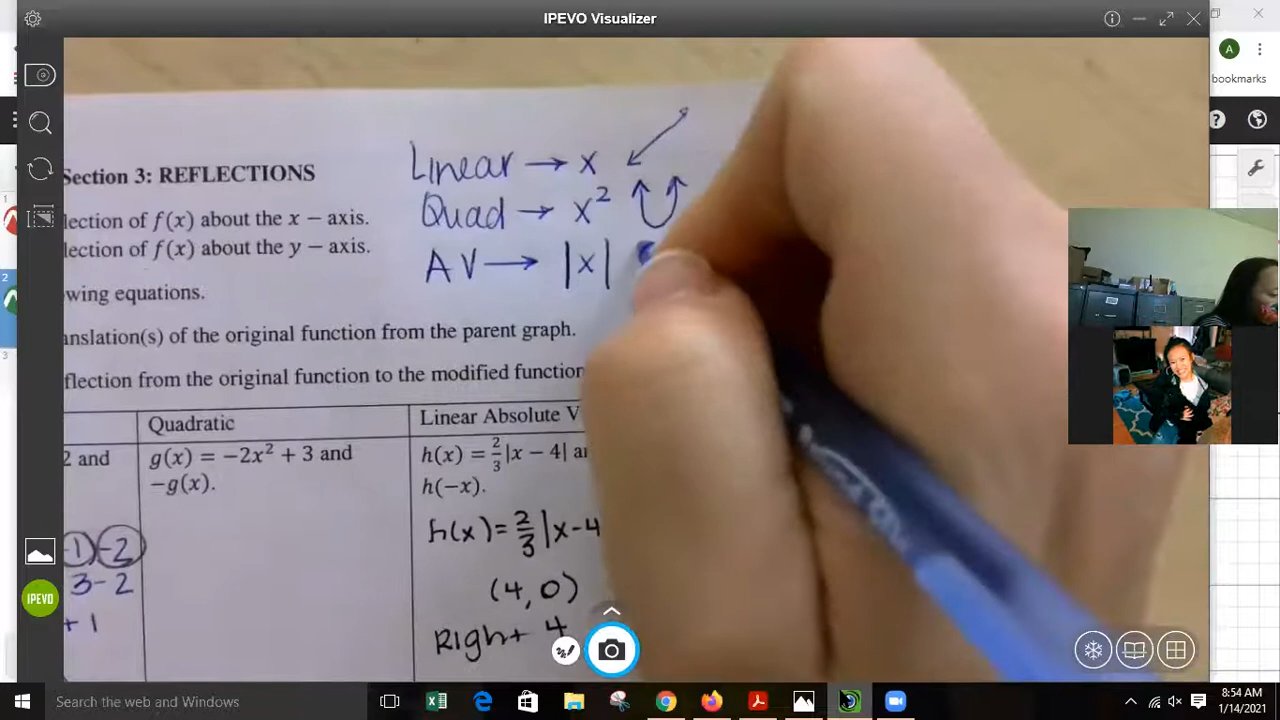 IPEVO Visualizer
A
bookmarks
Section 3: REFLECTIONS
Linear → x
lection of f(x) about the x – axis.
Quad → x²
lection of f(x) about the y – axis.
AV → |x|
wing equations.
anslation(s) of the original function from the parent graph.
flection from the original function to the modified function
Quadratic
Linear Absolute V
2 and
g(x) = −2x² + 3 and
−g(x).
h(x) = 2/3|x − 4| a
h(−x).
h(x)= 2/3|x-4
-1)(-2)
3-2
+ 1
(4,0)
Right 4
IPEVO
1
2
3
Search the web and Windows
8:54 AM
1/14/2021